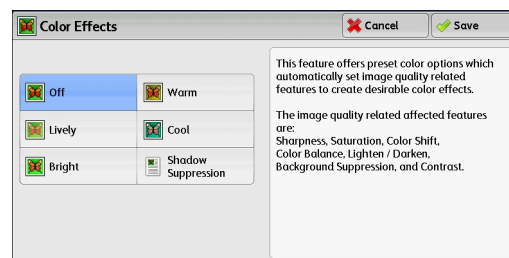 Color Effects
Cancel
Save
Off
Warm
Lively
Cool
Bright
Shadow
Suppression
This feature offers preset color options which
automatically set image quality related
features to create desirable color effects.
The image quality related affected features
are:
Sharpness, Saturation, Color Shift,
Color Balance, Lighten / Darken,
Background Suppression, and Contrast.